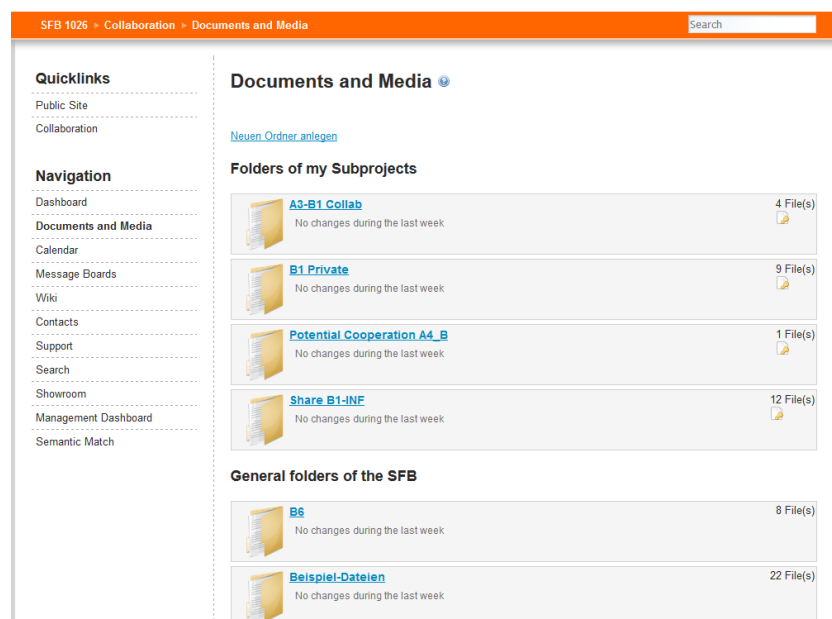 SFB 1026 » Collaboration » Documents and Media
Search
Quicklinks
Public Site
Collaboration
Navigation
Dashboard
Documents and Media
Calendar
Message Boards
Wiki
Contacts
Support
Search
Showroom
Management Dashboard
Semantic Match
Documents and Media
Neuen Ordner anlegen
Folders of my Subprojects
A3-B1 Collab
4 File(s)
No changes during the last week
B1 Private
9 File(s)
No changes during the last week
Potential Cooperation A4_B
1 File(s)
No changes during the last week
Share B1-INF
12 File(s)
No changes during the last week
General folders of the SFB
B6
8 File(s)
No changes during the last week
Beispiel-Dateien
22 File(s)
No changes during the last week